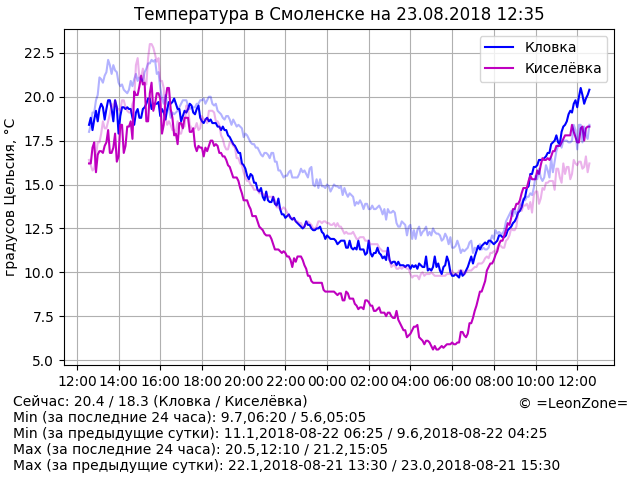 Температура в Смоленске на 23.08.2018 12:35
градусов Цельсия, °C
22.5
20.0
17.5
15.0
12.5
10.0
7.5
5.0
Кловка
Киселёвка
12:00 14:00 16:00 18:00 20:00 22:00 00:00 02:00 04:00 06:00 08:00 10:00 12:00
Сейчас: 20.4 / 18.3 (Кловка / Киселёвка)
© =LeonZone=
Min (за последние 24 часа): 9.7,06:20 / 5.6,05:05
Min (за предыдущие сутки): 11.1,2018-08-22 06:25 / 9.6,2018-08-22 04:25
Max (за последние 24 часа): 20.5,12:10 / 21.2,15:05
Max (за предыдущие сутки): 22.1,2018-08-21 13:30 / 23.0,2018-08-21 15:30